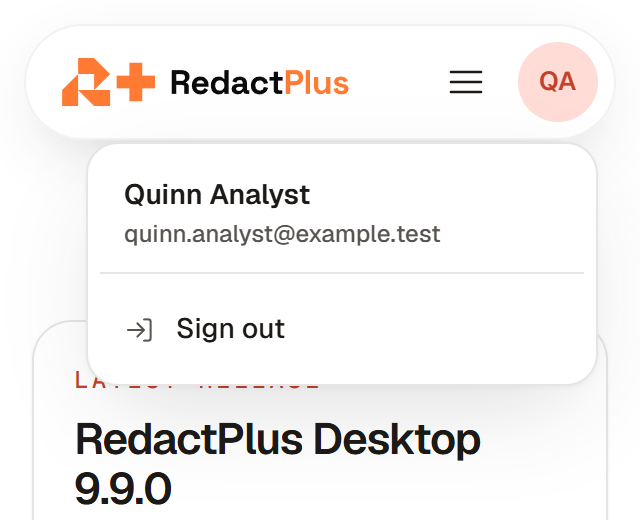 RedactPlus
QA
Quinn Analyst
quinn.analyst@example.test
Sign out
RedactPlus Desktop
9.9.0